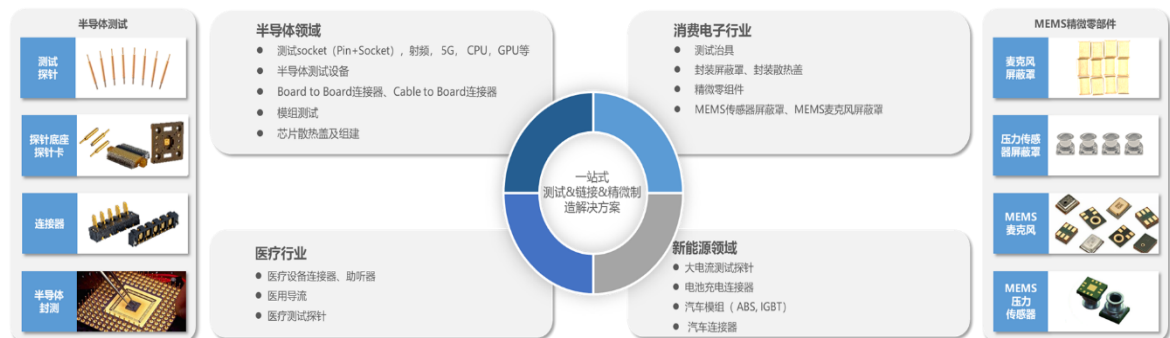 半导体测试
测试
探针
探针底座
探针卡
连接器
半导体
封测
半导体领域
● 测试socket（Pin+Socket）, 射频, 5G, CPU, GPU等
● 半导体测试设备
● Board to Board连接器、Cable to Board连接器
● 模组测试
● 芯片散热盖及组建
消费电子行业
● 测试治具
● 封装屏蔽罩、封装散热盖
● 精微零组件
● MEMS传感器屏蔽罩、MEMS麦克风屏蔽罩
一站式
测试&链接&精微制
造解决方案
医疗行业
● 医疗设备连接器、助听器
● 医用导流
● 医疗测试探针
新能源领域
● 大电流测试探针
● 电池充电连接器
● 汽车模组（ ABS, IGBT）
● 汽车连接器
MEMS精微零部件
麦克风
屏蔽罩
压力传感
器屏蔽罩
MEMS
麦克风
MEMS
压力
传感器